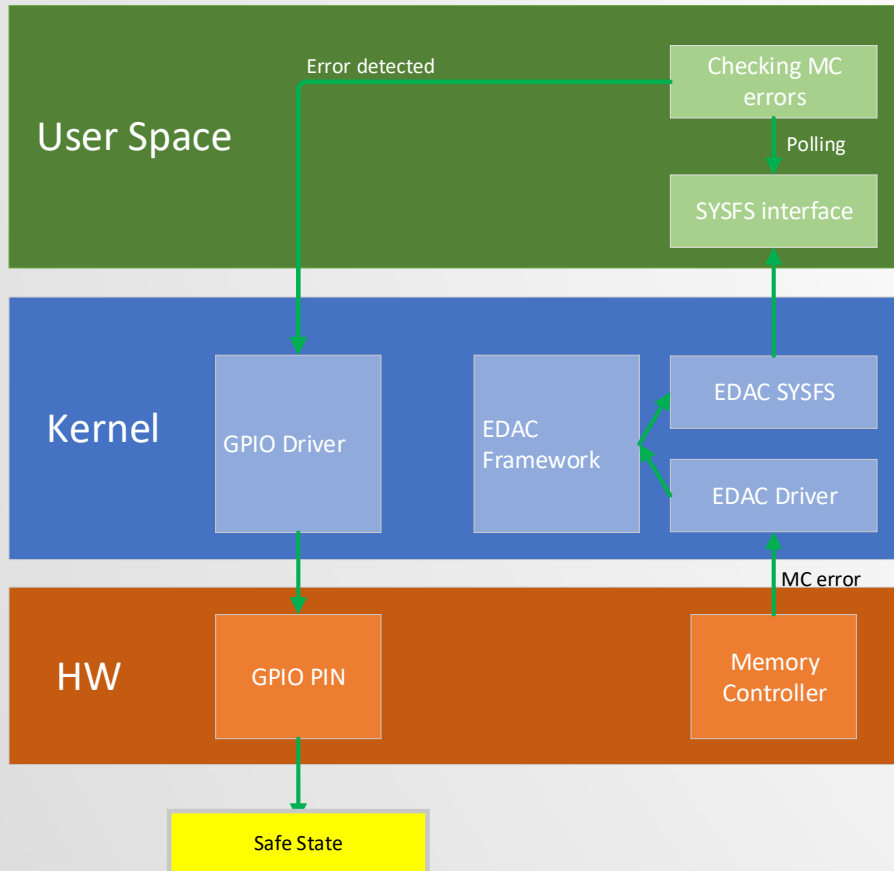 User Space
Error detected
Checking MC
errors
Polling
SYSFS interface
Kernel
GPIO Driver
EDAC
Framework
EDAC SYSFS
EDAC Driver
MC error
HW
GPIO PIN
Memory
Controller
Safe State